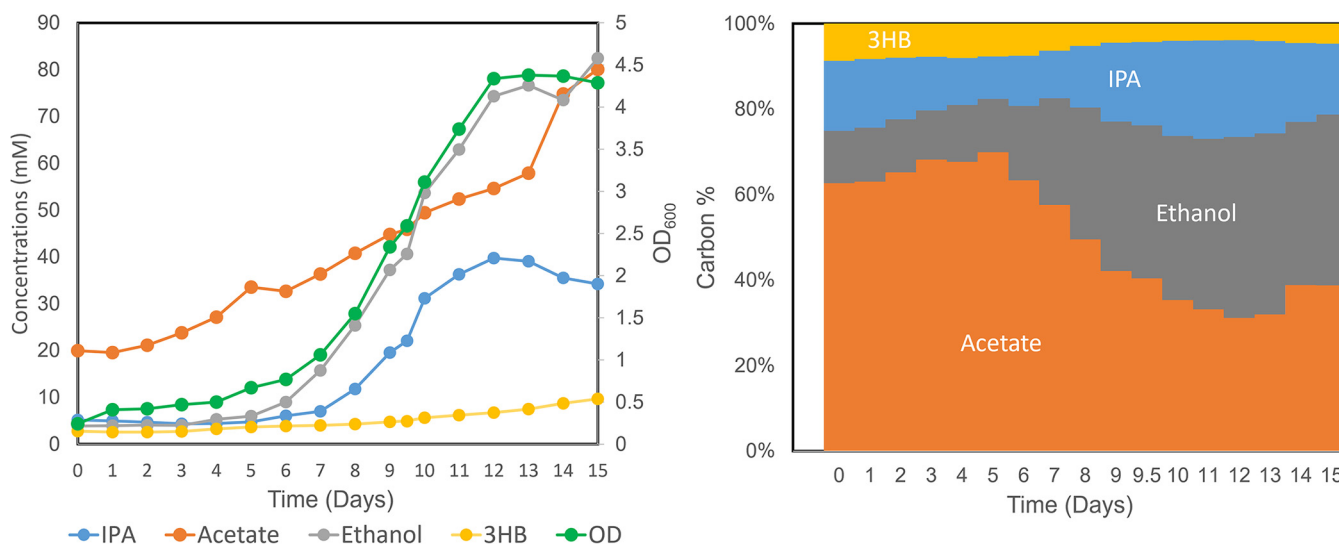 90
80
70
60
50
40
30
20
10
0
Concentrations (mM)
5
4.5
4
3.5
3
2.5
2
1.5
1
0.5
0
OD600
0 1 2 3 4 5 6 7 8 9 10 11 12 13 14 15
Time (Days)
IPA Acetate Ethanol 3HB OD
100%
80%
60%
40%
20%
0%
Carbon %
3HB
IPA
Ethanol
Acetate
0 1 2 3 4 5 6 7 8 9 9.5 10 11 12 13 14 15
Time (Days)